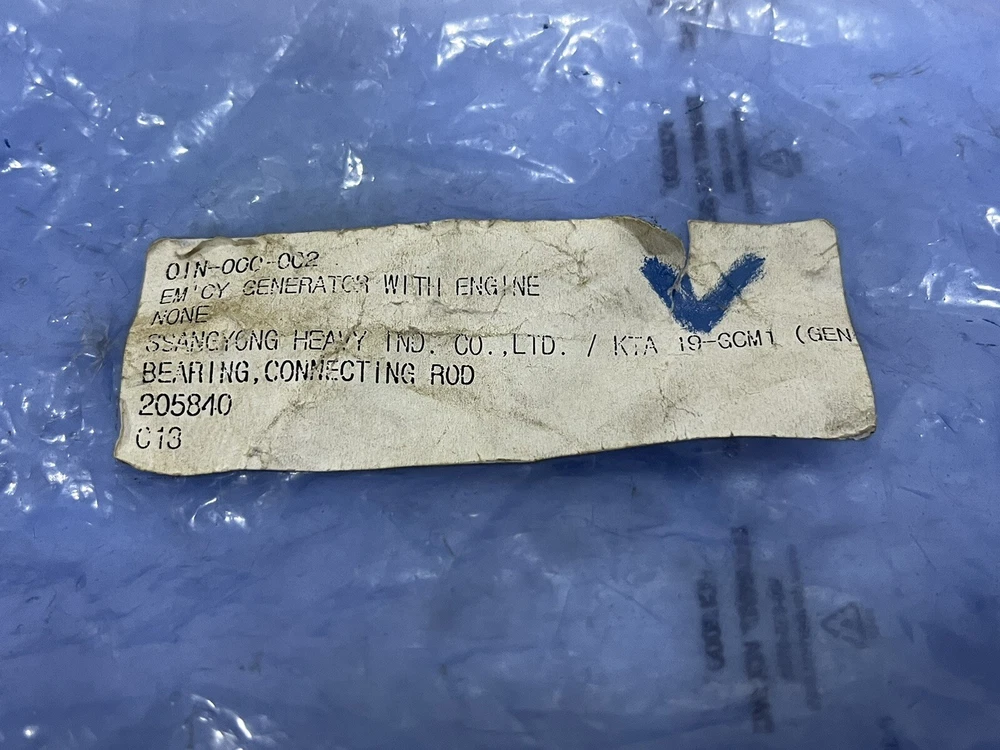 OIN-000-002
EM'CY GENERATOR WITH ENGINE
NONE
SSANGYONG HEAVY IND. CO.,LTD. / KTA 19-GCM1 (GEN
BEARING,CONNECTING ROD
205840
C13